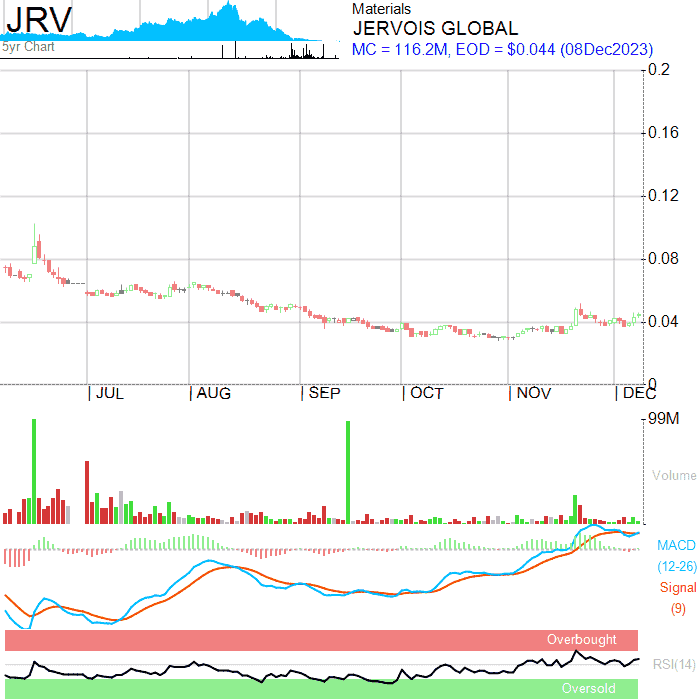 JRV
5yr Chart
Materials
JERVOIS GLOBAL
MC = 116.2M, EOD = $0.044 (08Dec2023)
0.2
0.16
0.12
0.08
0.04
0
JUL AUG SEP OCT NOV DEC
99M
Volume
MACD
(12-26)
Signal
(9)
Overbought
RSI(14)
Oversold